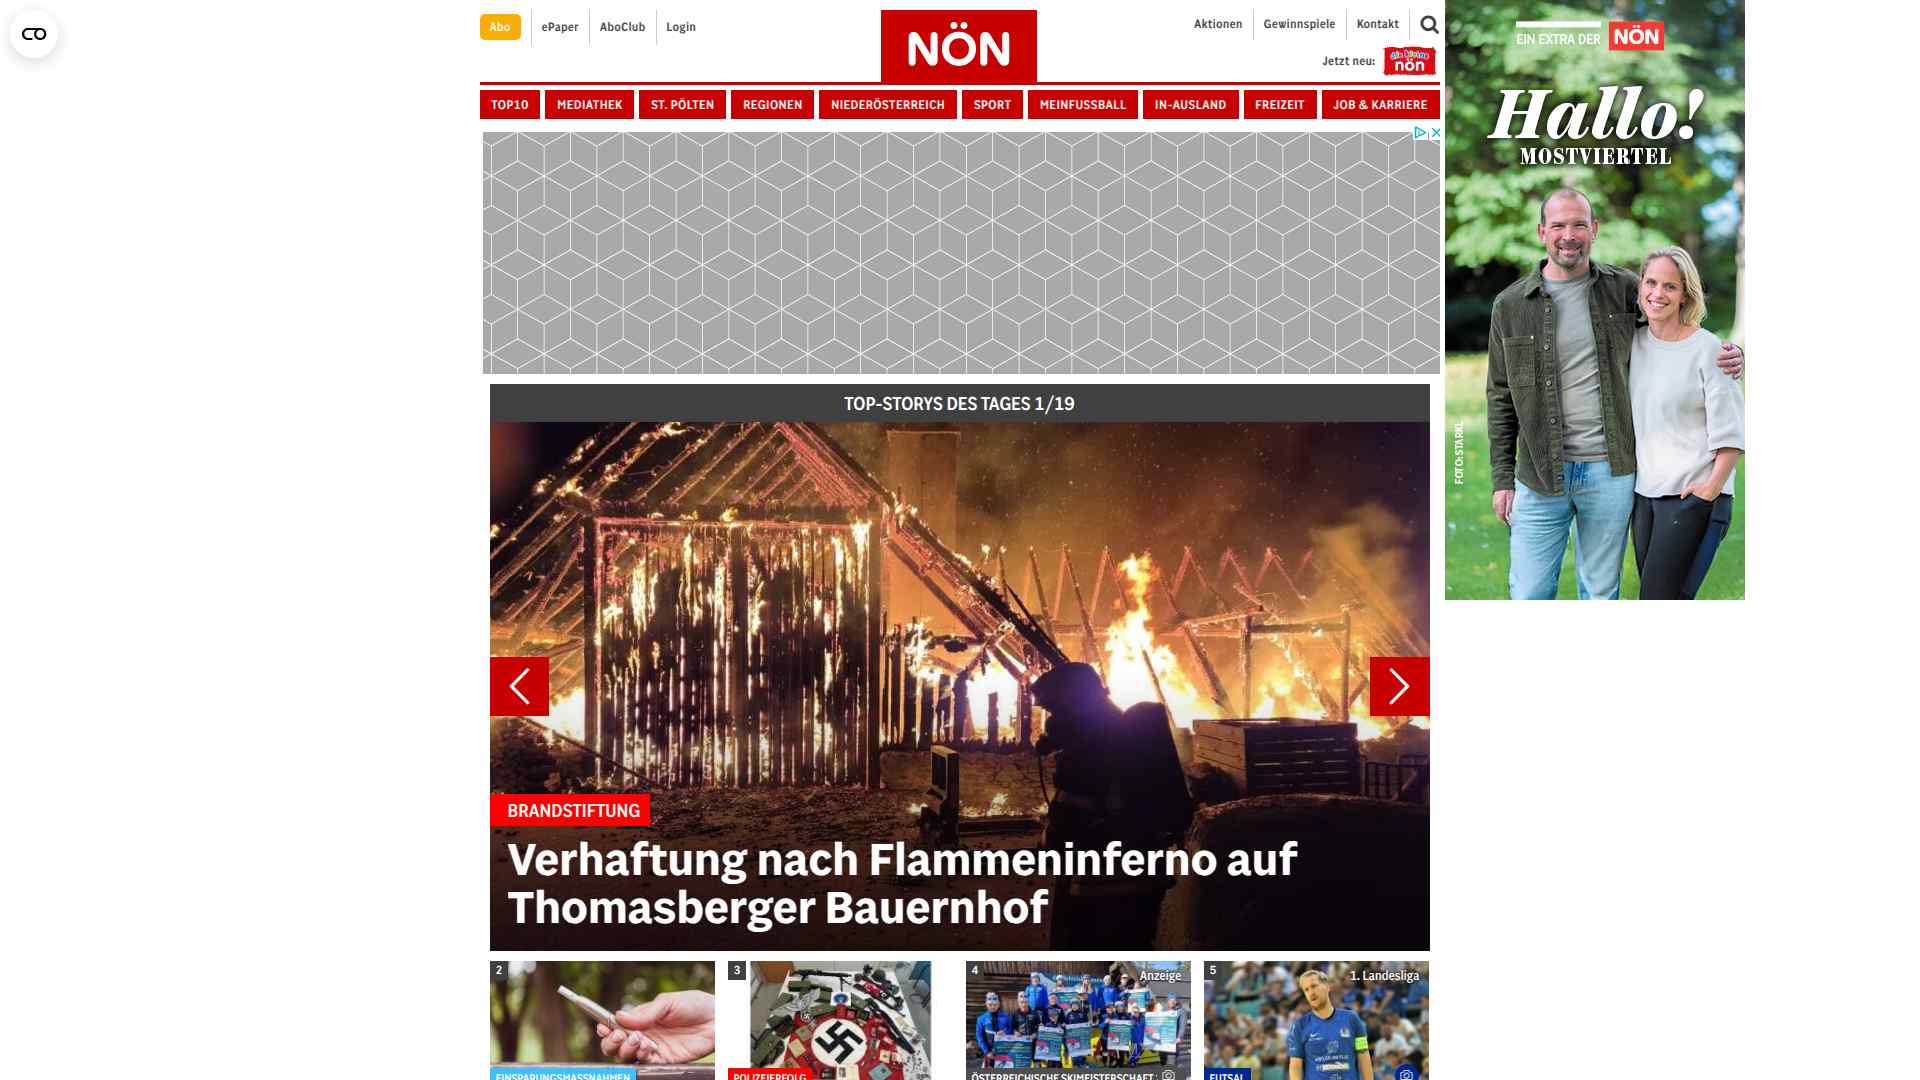 Abo
ePaper
AboClub
Login
NÖN
Aktionen
Gewinnspiele
Kontakt
Jetzt neu:
die kleine
nön
TOP10
MEDIATHEK
ST. PÖLTEN
REGIONEN
NIEDERÖSTERREICH
SPORT
MEINFUSSBALL
IN-AUSLAND
FREIZEIT
JOB & KARRIERE
EIN EXTRA DER NÖN
Hallo!
MOSTVIERTEL
FOTO: STARKL
TOP-STORYS DES TAGES 1/19
BRANDSTIFTUNG
Verhaftung nach Flammeninferno auf
Thomasberger Bauernhof
2
EINSPARUNGSMASSNAHMEN
3
POLIZEIERFOLG
4
Anzeige
ÖSTERREICHISCHE SKIMEISTERSCHAFT
5
1. Landesliga
FUTSAL